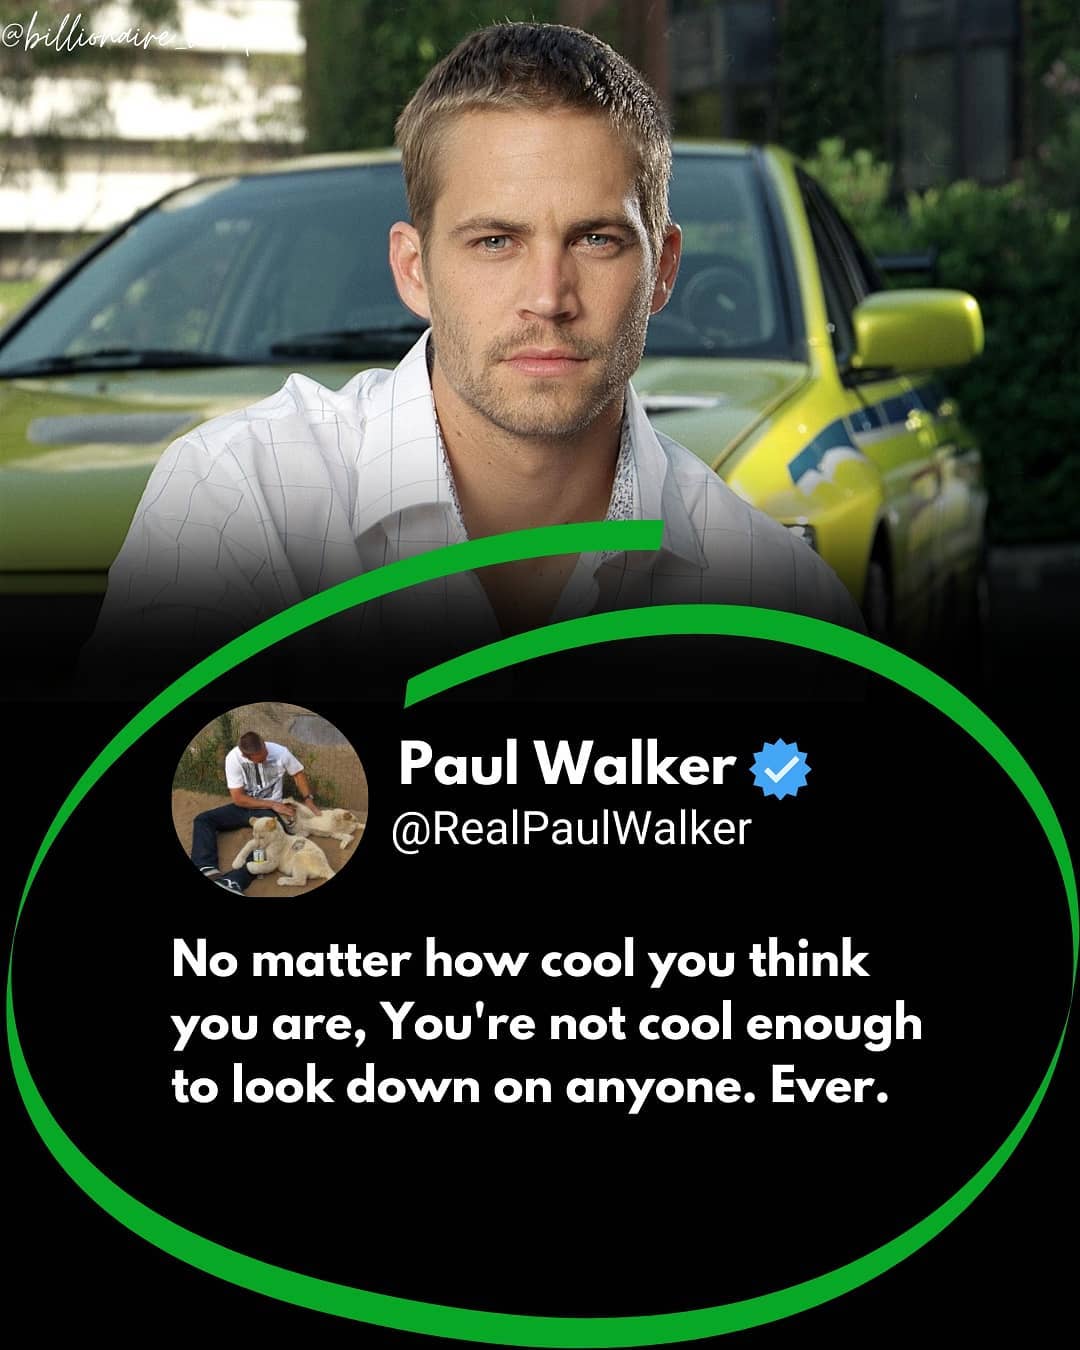 Paul Walker
@RealPaulWalker
No matter how cool you think
you are, You're not cool enough
to look down on anyone. Ever.